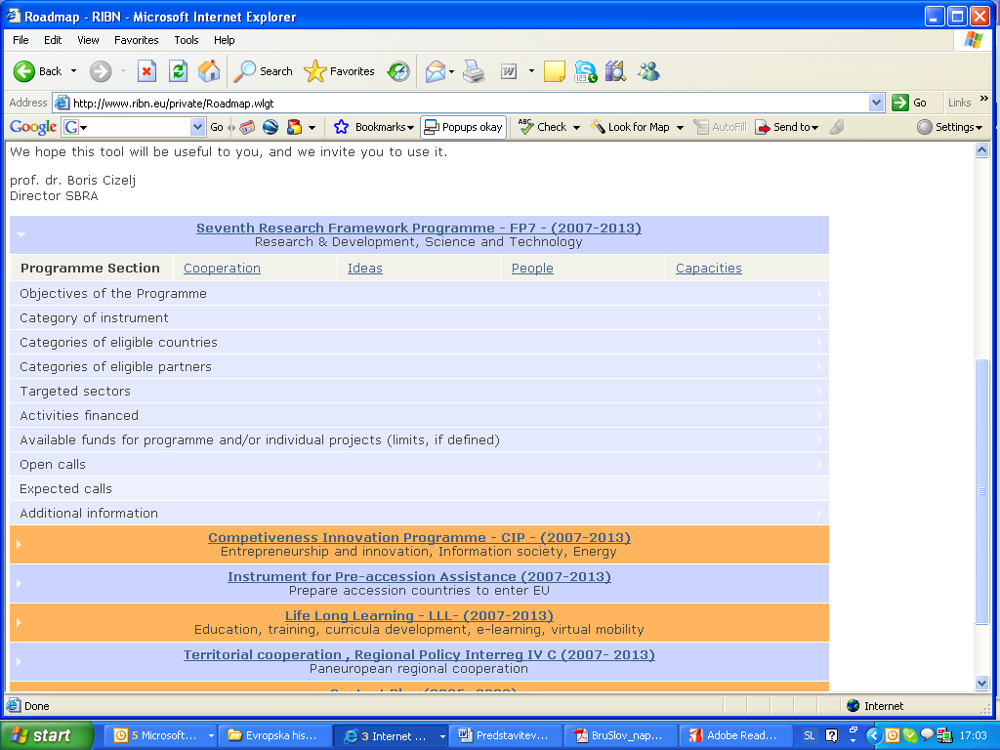 Roadmap - RIBN - Microsoft Internet Explorer
File Edit View Favorites Tools Help
Back Search Favorites
Address http://www.ribn.eu/private/Roadmap.wlgt Go Links »
Google G Go Bookmarks Popups okay ABC Check Look for Map AutoFill Send to Settings
We hope this tool will be useful to you, and we invite you to use it.
prof. dr. Boris Cizelj
Director SBRA
Seventh Research Framework Programme - FP7 - (2007-2013)
Research & Development, Science and Technology
Programme Section Cooperation Ideas People Capacities
Objectives of the Programme
Category of instrument
Categories of eligible countries
Categories of eligible partners
Targeted sectors
Activities financed
Available funds for programme and/or individual projects (limits, if defined)
Open calls
Expected calls
Additional information
Competiveness Innovation Programme - CIP - (2007-2013)
Entrepreneurship and innovation, Information society, Energy
Instrument for Pre-accession Assistance (2007-2013)
Prepare accession countries to enter EU
Life Long Learning - LLL- (2007-2013)
Education, training, curricula development, e-learning, virtual mobility
Territorial cooperation , Regional Policy Interreg IV C (2007- 2013)
Paneuropean regional cooperation
Done Internet
start 5 Microsoft... Evropska his... 3 Internet ... Predstavitev... BruSlov_nap... Adobe Read... SL 17:03